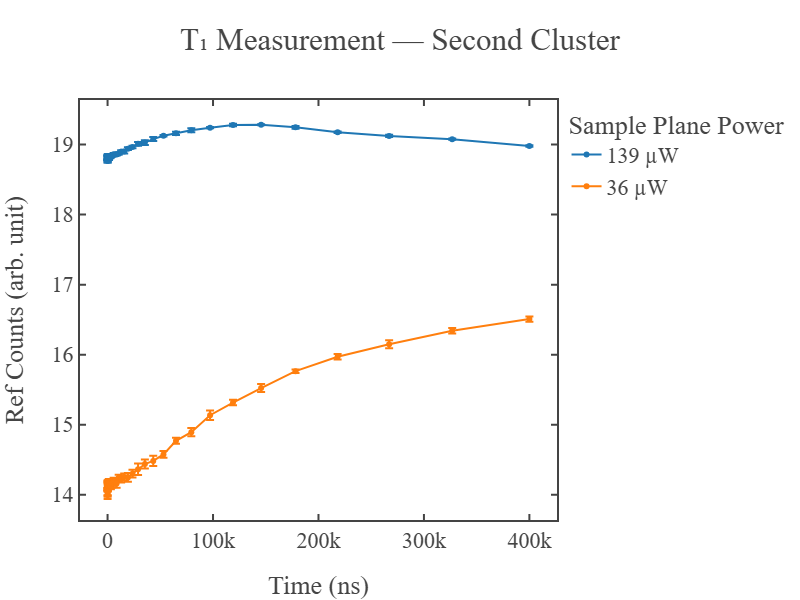 T₁ Measurement — Second Cluster
Sample Plane Power
139 µW
36 µW
Ref Counts (arb. unit)
19
18
17
16
15
14
0 100k 200k 300k 400k
Time (ns)